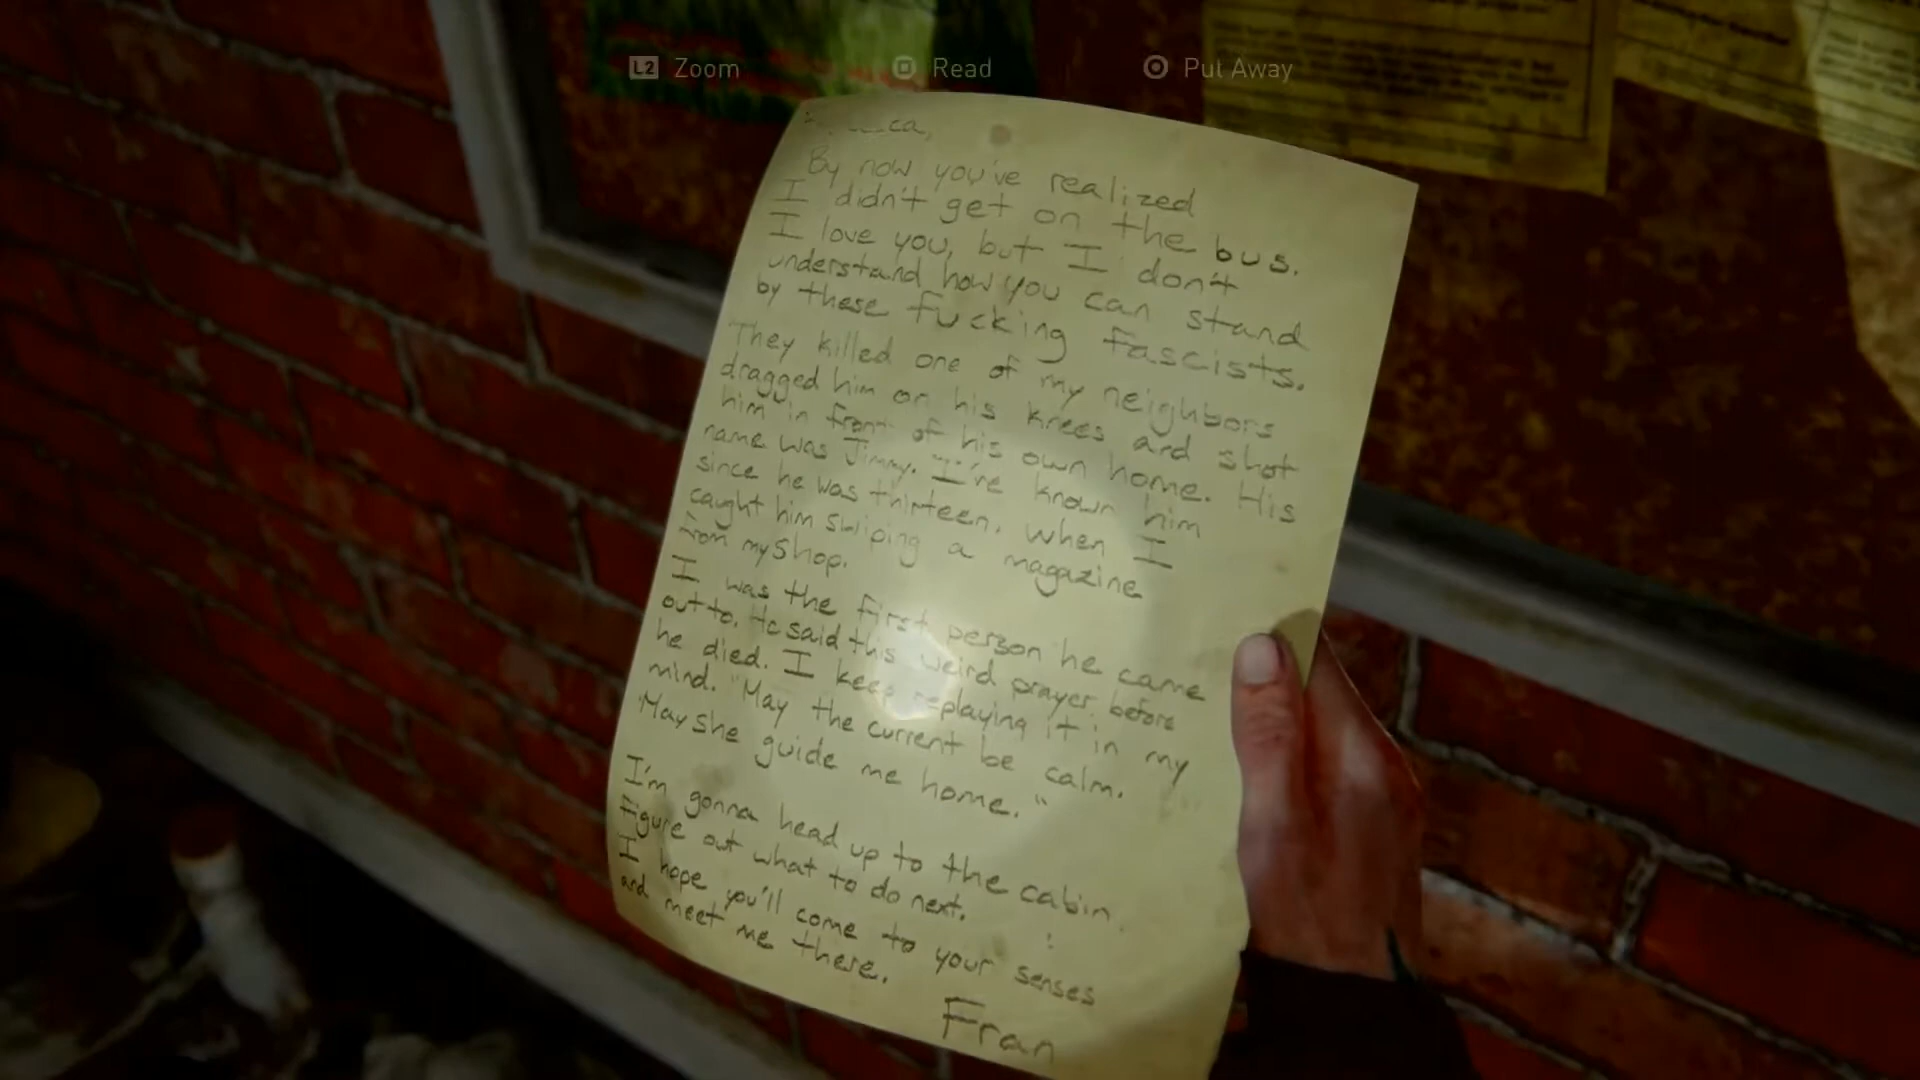 L2 Zoom
Read
Put Away
By now you've realized
I didn't get on the bus.
I love you, but I don't
understand how you can stand
by these fucking fascists.
They killed one of my neighbors
dragged him on his knees and shot
him in front of his own home. His
name was Jimmy. I've known him
since he was thirteen. When I
caught him swiping a magazine
from my shop.
I was the first person he came
out to. He said this weird prayer before
he died. I keep replaying it in my
mind. "May the current be calm.
May she guide me home."
I'm gonna head up to the cabin
figure out what to do next.
I hope you'll come to your senses
and meet me there.
Fran